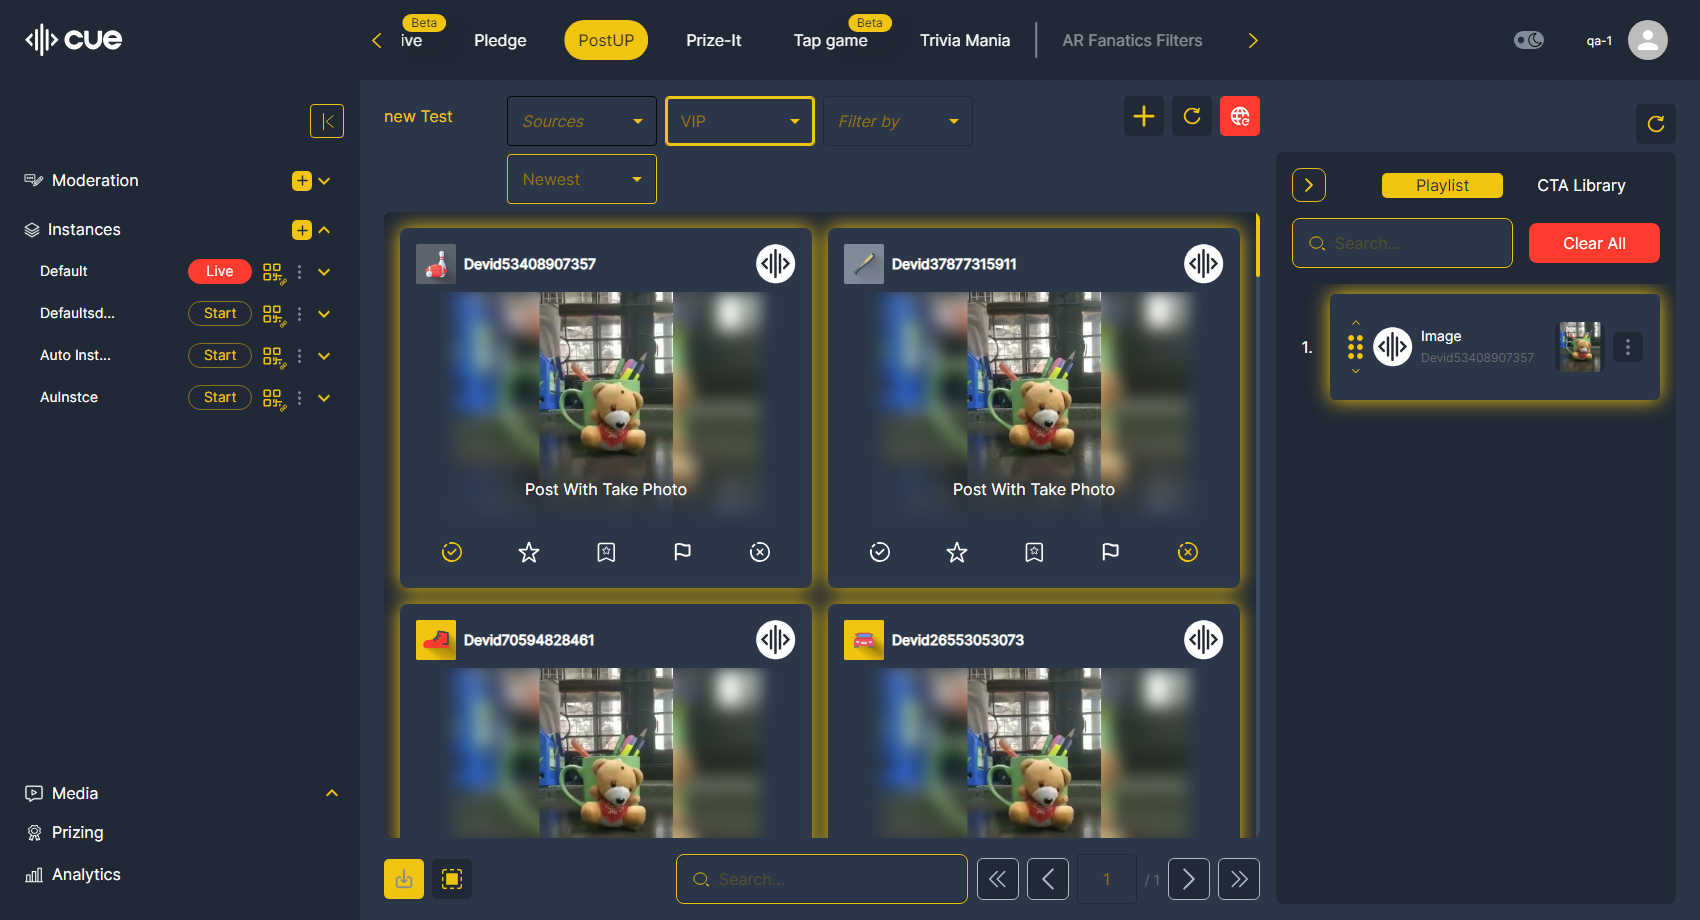 cue
Beta
ive
Pledge
PostUP
Prize-It
Beta
Tap game
Trivia Mania
AR Fanatics Filters
qa-1
Moderation
Instances
Default
Live
Defaultsd...
Start
Auto Inst...
Start
AuInstce
Start
Media
Prizing
Analytics
new Test
Sources
VIP
Filter by
Newest
Devid53408907357
Post With Take Photo
Devid37877315911
Post With Take Photo
Devid70594828461
Devid26553053073
Search...
1
/ 1
Playlist
CTA Library
Search...
Clear All
1.
Image
Devid53408907357